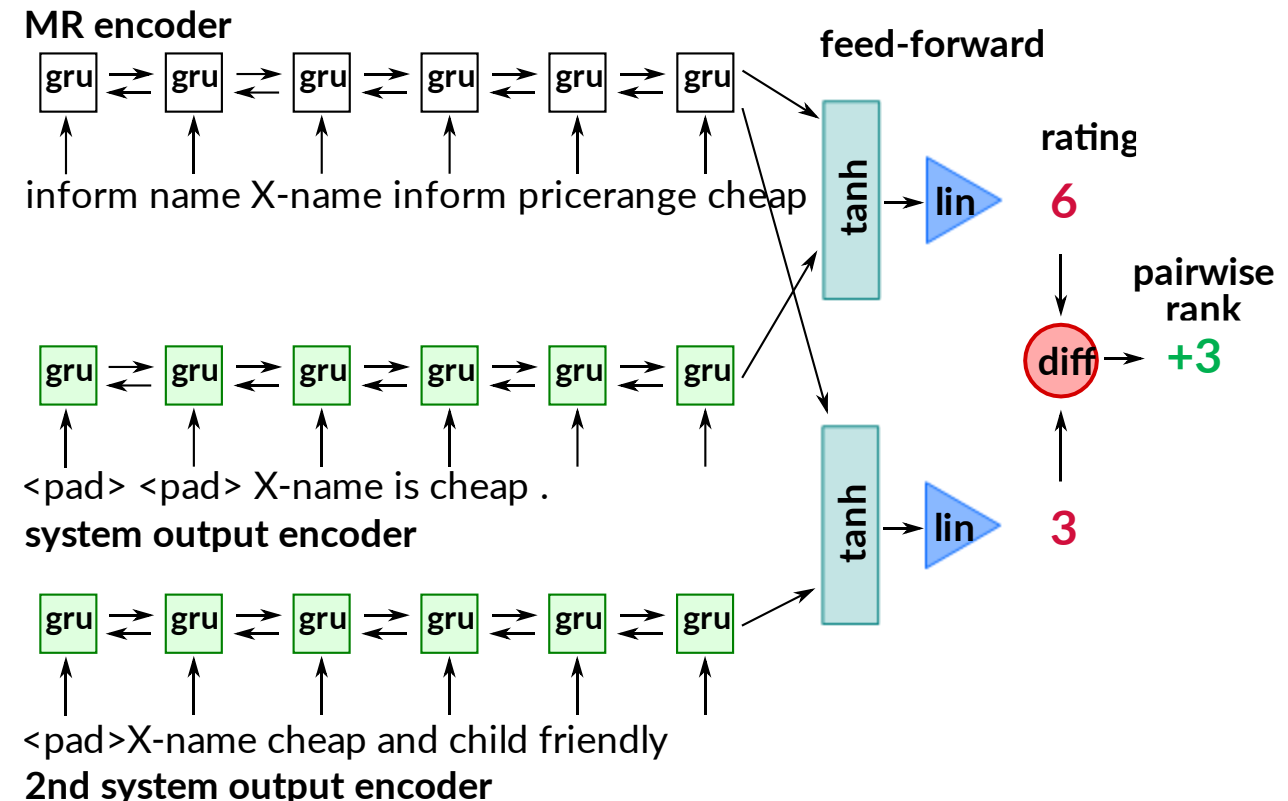 MR encoder
feed-forward
gru gru gru gru gru gru
inform name X-name inform pricerange cheap
tanh
lin
rating
6
pairwise
rank
diff
+3
gru gru gru gru gru gru
<pad> <pad> X-name is cheap .
system output encoder
tanh
lin
3
gru gru gru gru gru gru
<pad>X-name cheap and child friendly
2nd system output encoder